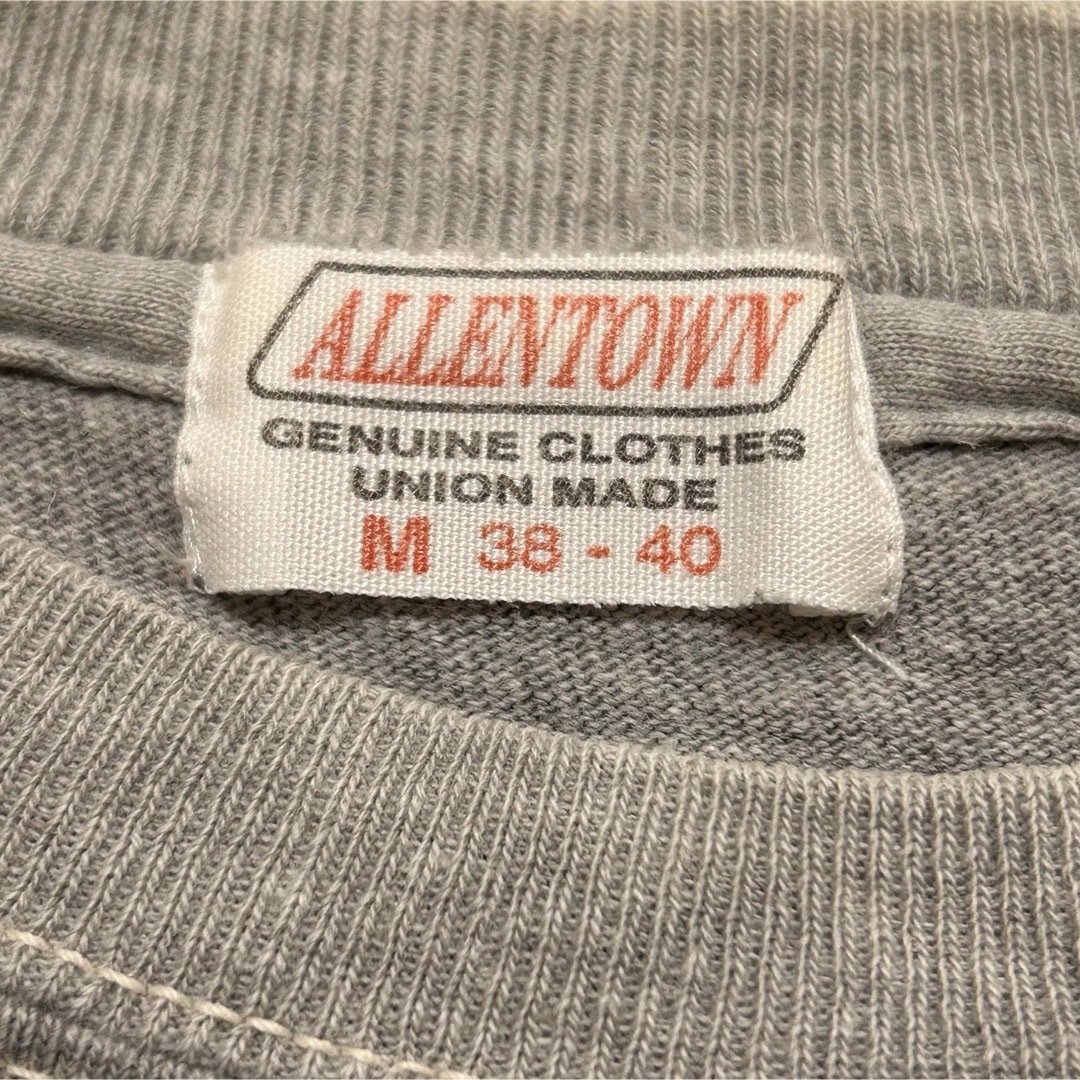 ALLENTOWN
GENUINE CLOTHES
UNION MADE
M 38 - 40